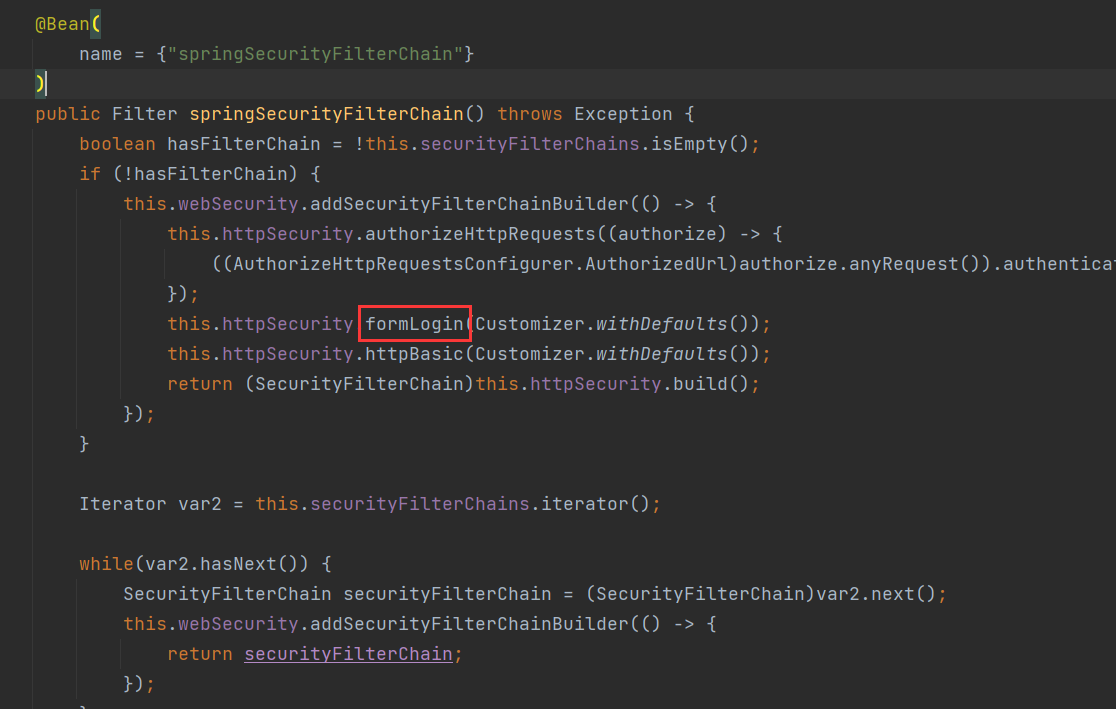 @Bean(
name = {"springSecurityFilterChain"}
)
public Filter springSecurityFilterChain() throws Exception {
boolean hasFilterChain = !this.securityFilterChains.isEmpty();
if (!hasFilterChain) {
this.webSecurity.addSecurityFilterChainBuilder(() -> {
this.httpSecurity.authorizeHttpRequests((authorize) -> {
((AuthorizeHttpRequestsConfigurer.AuthorizedUrl)authorize.anyRequest()).authenticat
});
this.httpSecurity.formLogin(Customizer.withDefaults());
this.httpSecurity.httpBasic(Customizer.withDefaults());
return (SecurityFilterChain)this.httpSecurity.build();
});
}
Iterator var2 = this.securityFilterChains.iterator();
while(var2.hasNext()) {
SecurityFilterChain securityFilterChain = (SecurityFilterChain)var2.next();
this.webSecurity.addSecurityFilterChainBuilder(() -> {
return securityFilterChain;
});
}